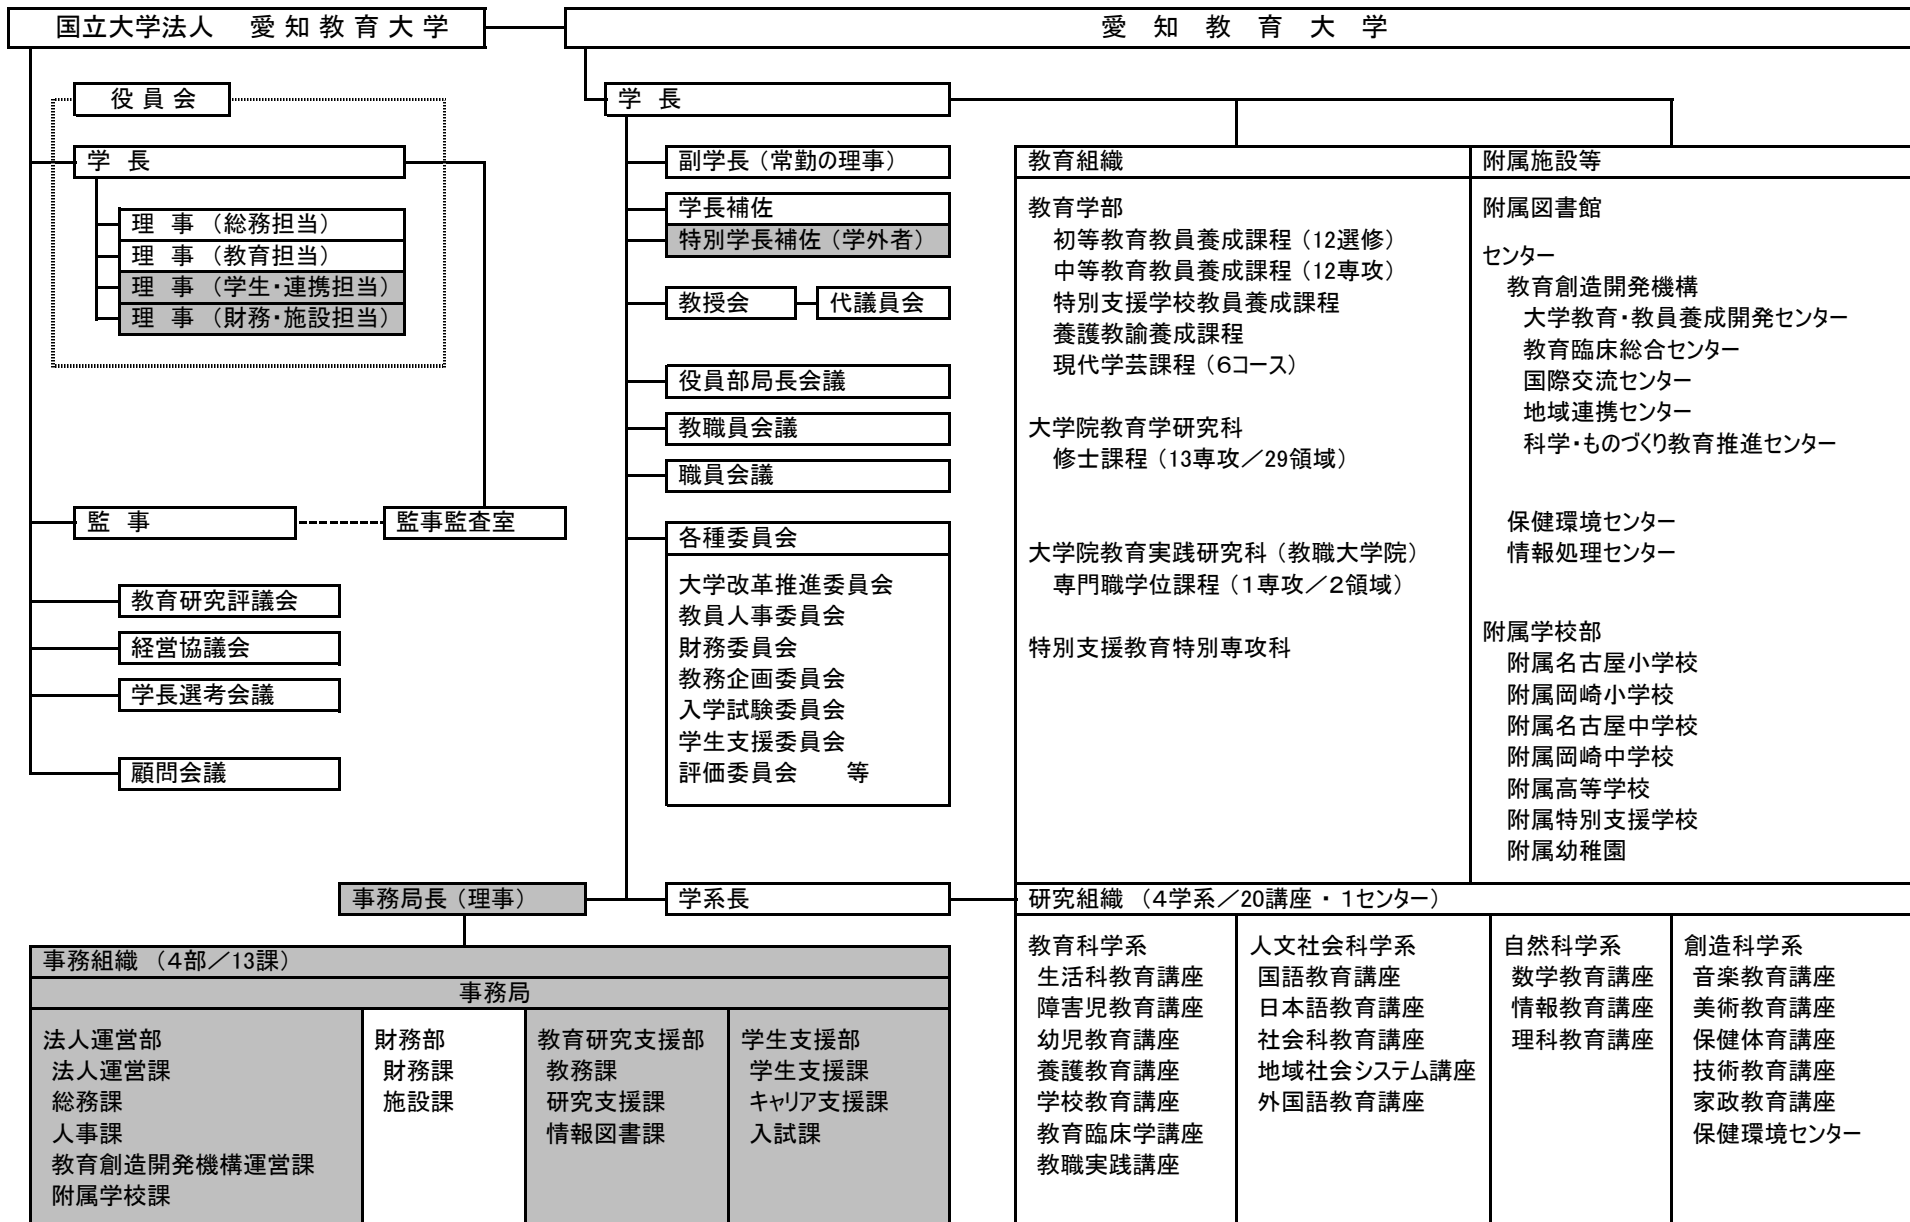 国立大学法人　愛 知 教 育 大 学
愛　知　教　育　大　学
役 員 会
学　長
理　事 （総務担当）
理　事 （教育担当）
理　事 （学生・連携担当）
理　事 （財務・施設担当）
監　事
監事監査室
教育研究評議会
経営協議会
学長選考会議
顧問会議
学　長
副学長（常勤の理事）
学長補佐
特別学長補佐（学外者）
教授会
代議員会
役員部局長会議
教職員会議
職員会議
各種委員会
大学改革推進委員会
教員人事委員会
財務委員会
教務企画委員会
入学試験委員会
学生支援委員会
評価委員会　　等
教育組織
教育学部
初等教育教員養成課程（12選修）
中等教育教員養成課程（12専攻）
特別支援学校教員養成課程
養護教諭養成課程
現代学芸課程（６コース）
大学院教育学研究科
修士課程（13専攻／29領域）
大学院教育実践研究科（教職大学院）
専門職学位課程（１専攻／２領域）
特別支援教育特別専攻科
附属施設等
附属図書館
センター
教育創造開発機構
大学教育・教員養成開発センター
教育臨床総合センター
国際交流センター
地域連携センター
科学・ものづくり教育推進センター
保健環境センター
情報処理センター
附属学校部
附属名古屋小学校
附属岡崎小学校
附属名古屋中学校
附属岡崎中学校
附属高等学校
附属特別支援学校
附属幼稚園
事務局長（理事）
学系長
研究組織 （４学系／20講座・１センター）
教育科学系
生活科教育講座
障害児教育講座
幼児教育講座
養護教育講座
学校教育講座
教育臨床学講座
教職実践講座
人文社会科学系
国語教育講座
日本語教育講座
社会科教育講座
地域社会システム講座
外国語教育講座
自然科学系
数学教育講座
情報教育講座
理科教育講座
創造科学系
音楽教育講座
美術教育講座
保健体育講座
技術教育講座
家政教育講座
保健環境センター
事務組織 （４部／13課）
事務局
法人運営部
法人運営課
総務課
人事課
教育創造開発機構運営課
附属学校課
財務部
財務課
施設課
教育研究支援部
教務課
研究支援課
情報図書課
学生支援部
学生支援課
キャリア支援課
入試課